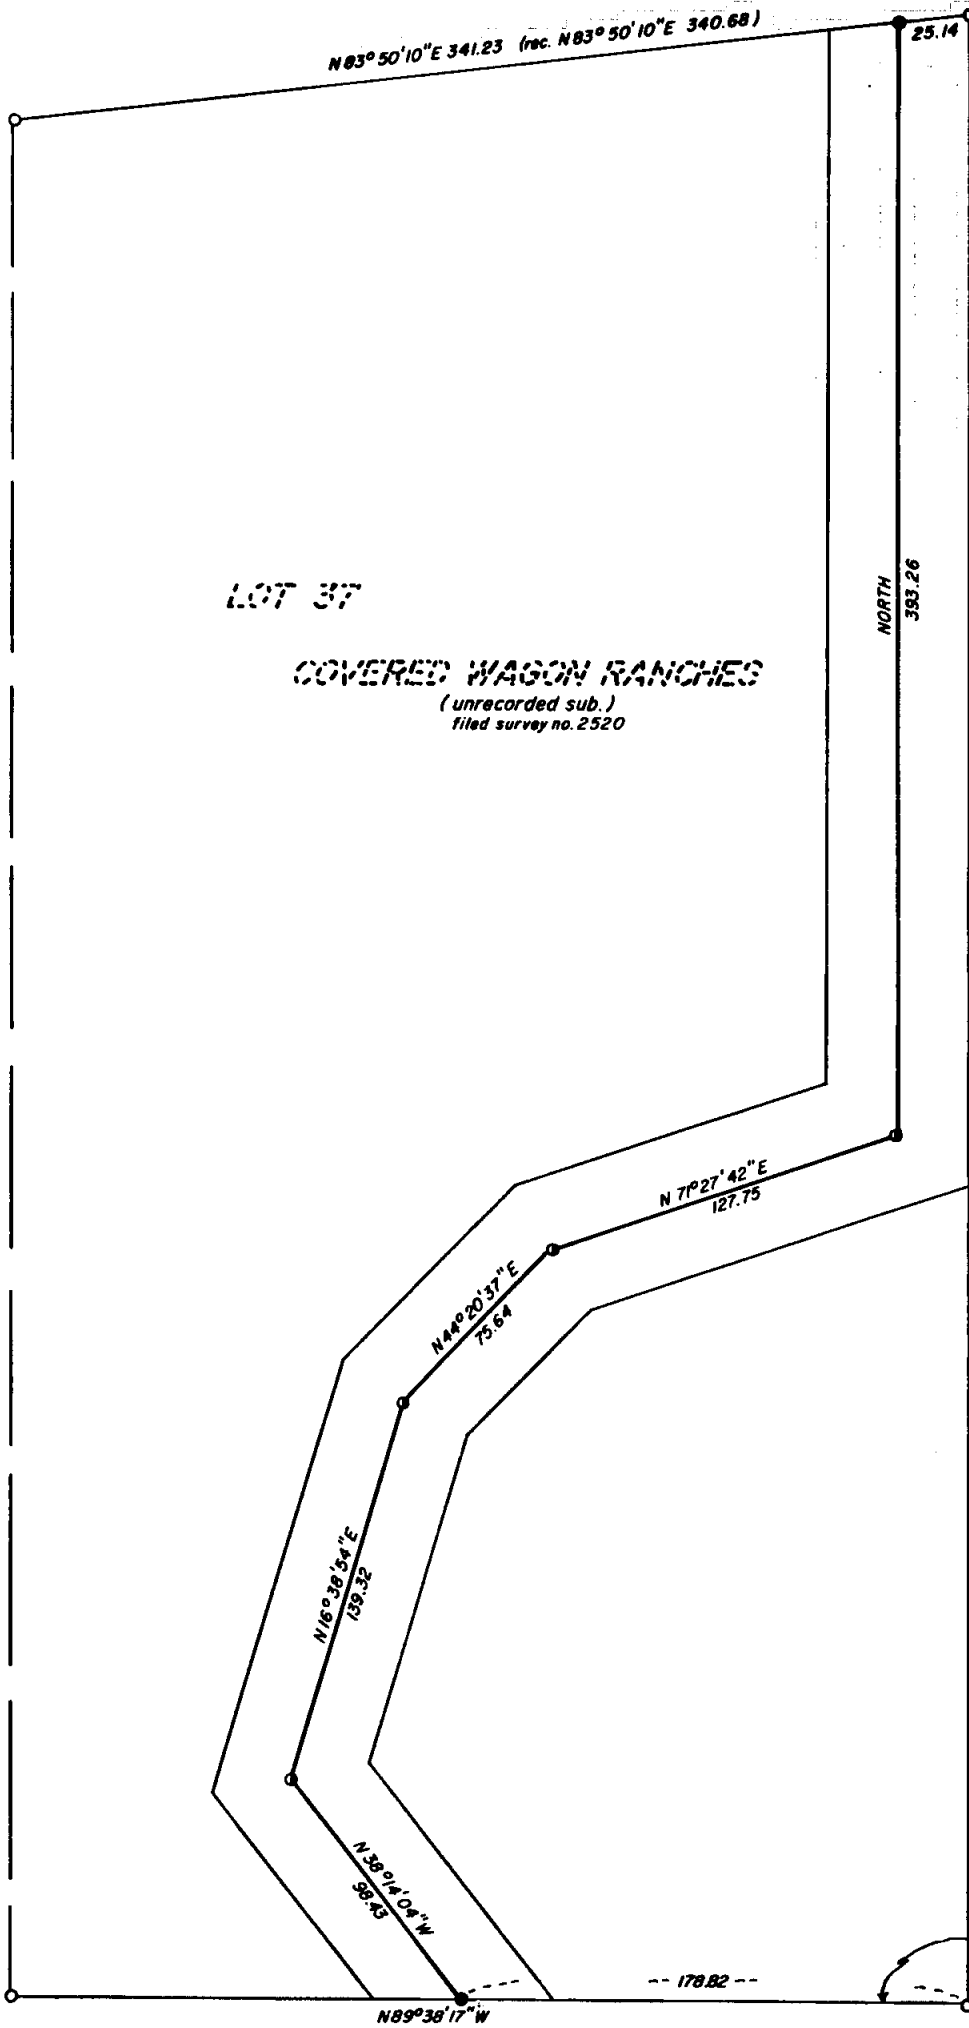 N 83° 50' 10" E 341.23 (rec. N 83° 50' 10" E 340.68)
25.14
NORTH
393.26
LOT 37
COVERED WAGON RANCHES
(unrecorded sub.)
filed survey no. 2520
N 71° 27' 42" E
127.75
N 44° 20' 37" E
75.64
N 16° 38' 54" E
139.32
N 38° 14' 04" W
98.43
178.82
N 89° 38' 17" W